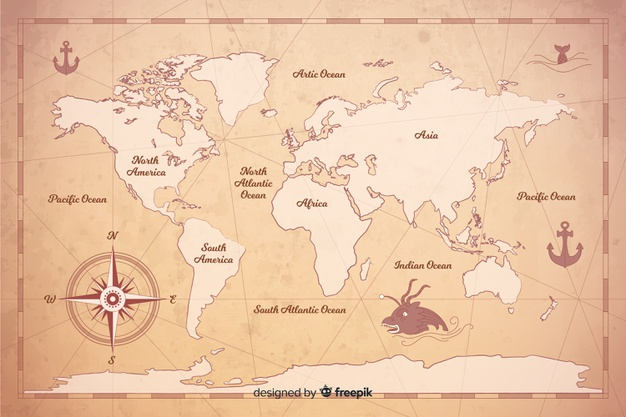 Artic Ocean
Asia
North
America
North
Atlantic
Ocean
Pacific Ocean
Pacific Ocean
Africa
South
America
N
W
E
S
Indian Ocean
South Atlantic Ocean
designed by freepik